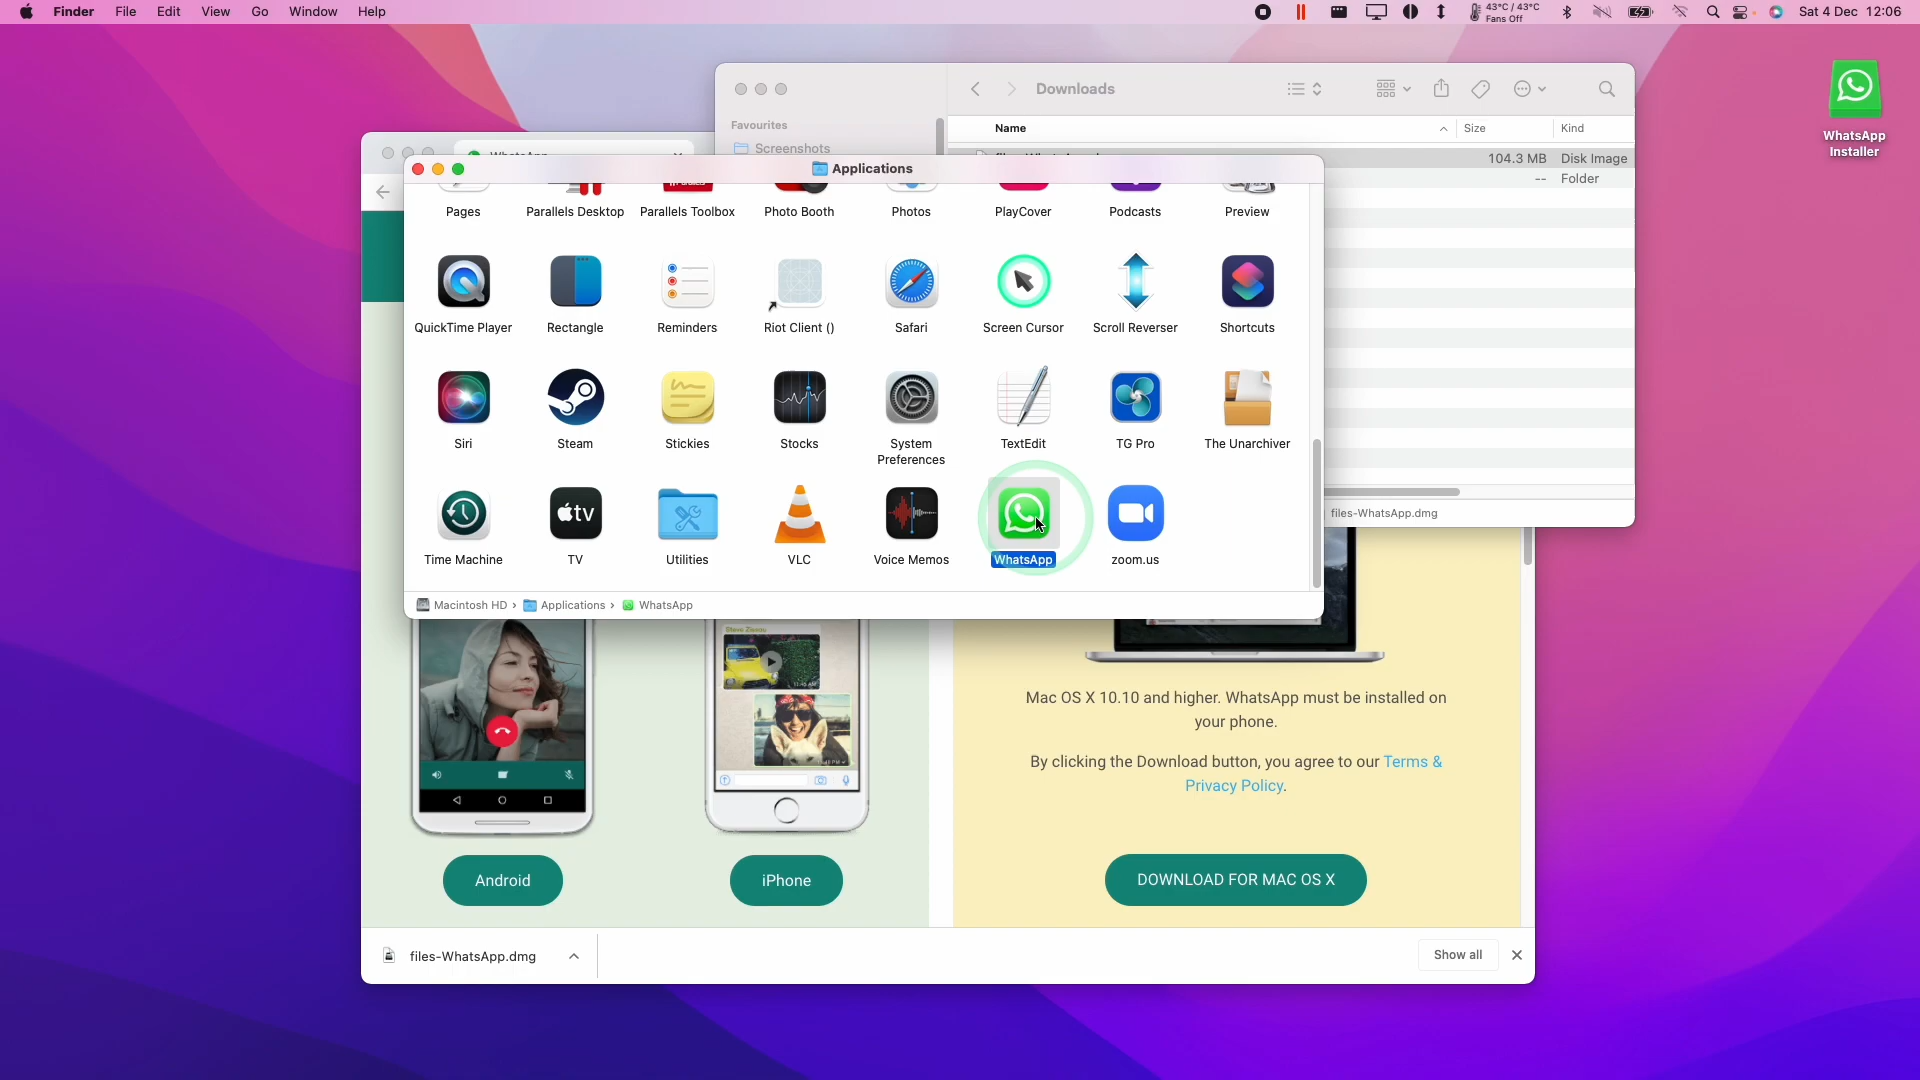 Finder File Edit View Go Window Help
43°C / 43°C
Fans Off
Sat 4 Dec 12:06
WhatsApp
Installer
Downloads
Favourites
Screenshots
Name Size Kind
104.3 MB Disk Image
-- Folder
Applications
Pages Parallels Desktop Parallels Toolbox Photo Booth Photos PlayCover Podcasts Preview
QuickTime Player Rectangle Reminders Riot Client () Safari Screen Cursor Scroll Reverser Shortcuts
Siri Steam Stickies Stocks System Preferences TextEdit TG Pro The Unarchiver
tv
Time Machine TV Utilities VLC Voice Memos WhatsApp zoom.us
Macintosh HD › Applications › WhatsApp
files-WhatsApp.dmg
Mac OS X 10.10 and higher. WhatsApp must be installed on
your phone.
By clicking the Download button, you agree to our Terms &
Privacy Policy.
Android
iPhone
DOWNLOAD FOR MAC OS X
files-WhatsApp.dmg
Show all